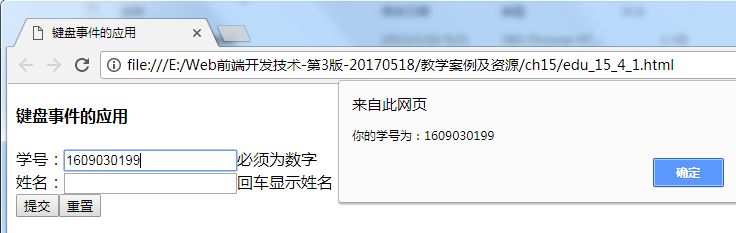 键盘事件的应用
file:///E:/Web前端开发技术-第3版-20170518/教学案例及资源/ch15/edu_15_4_1.html
键盘事件的应用
来自此网页
你的学号为：1609030199
确定
学号：1609030199必须为数字
姓名：回车显示姓名
提交 重置